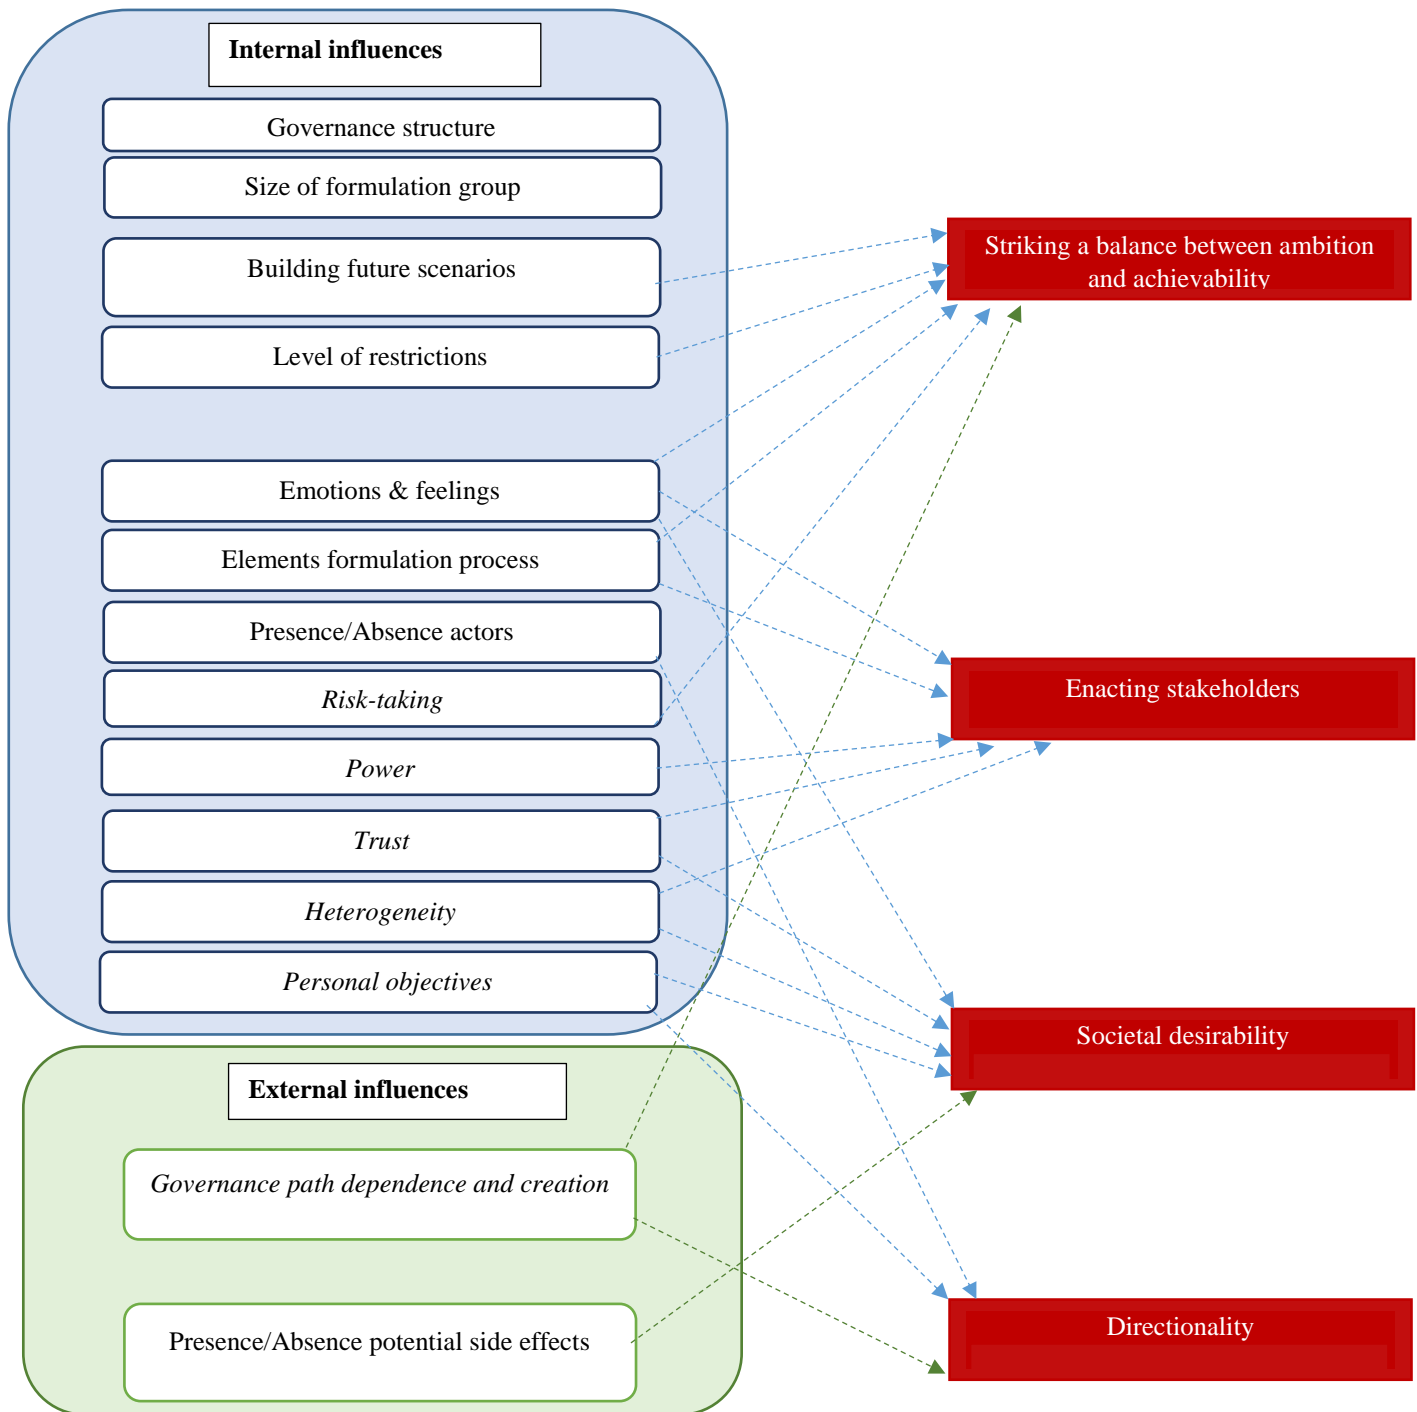 Internal influences
Governance structure
Size of formulation group
Building future scenarios
Level of restrictions
Emotions & feelings
Elements formulation process
Presence/Absence actors
Risk-taking
Power
Trust
Heterogeneity
Personal objectives
External influences
Governance path dependence and creation
Presence/Absence potential side effects
Striking a balance between ambition
and achievability
Enacting stakeholders
Societal desirability
Directionality